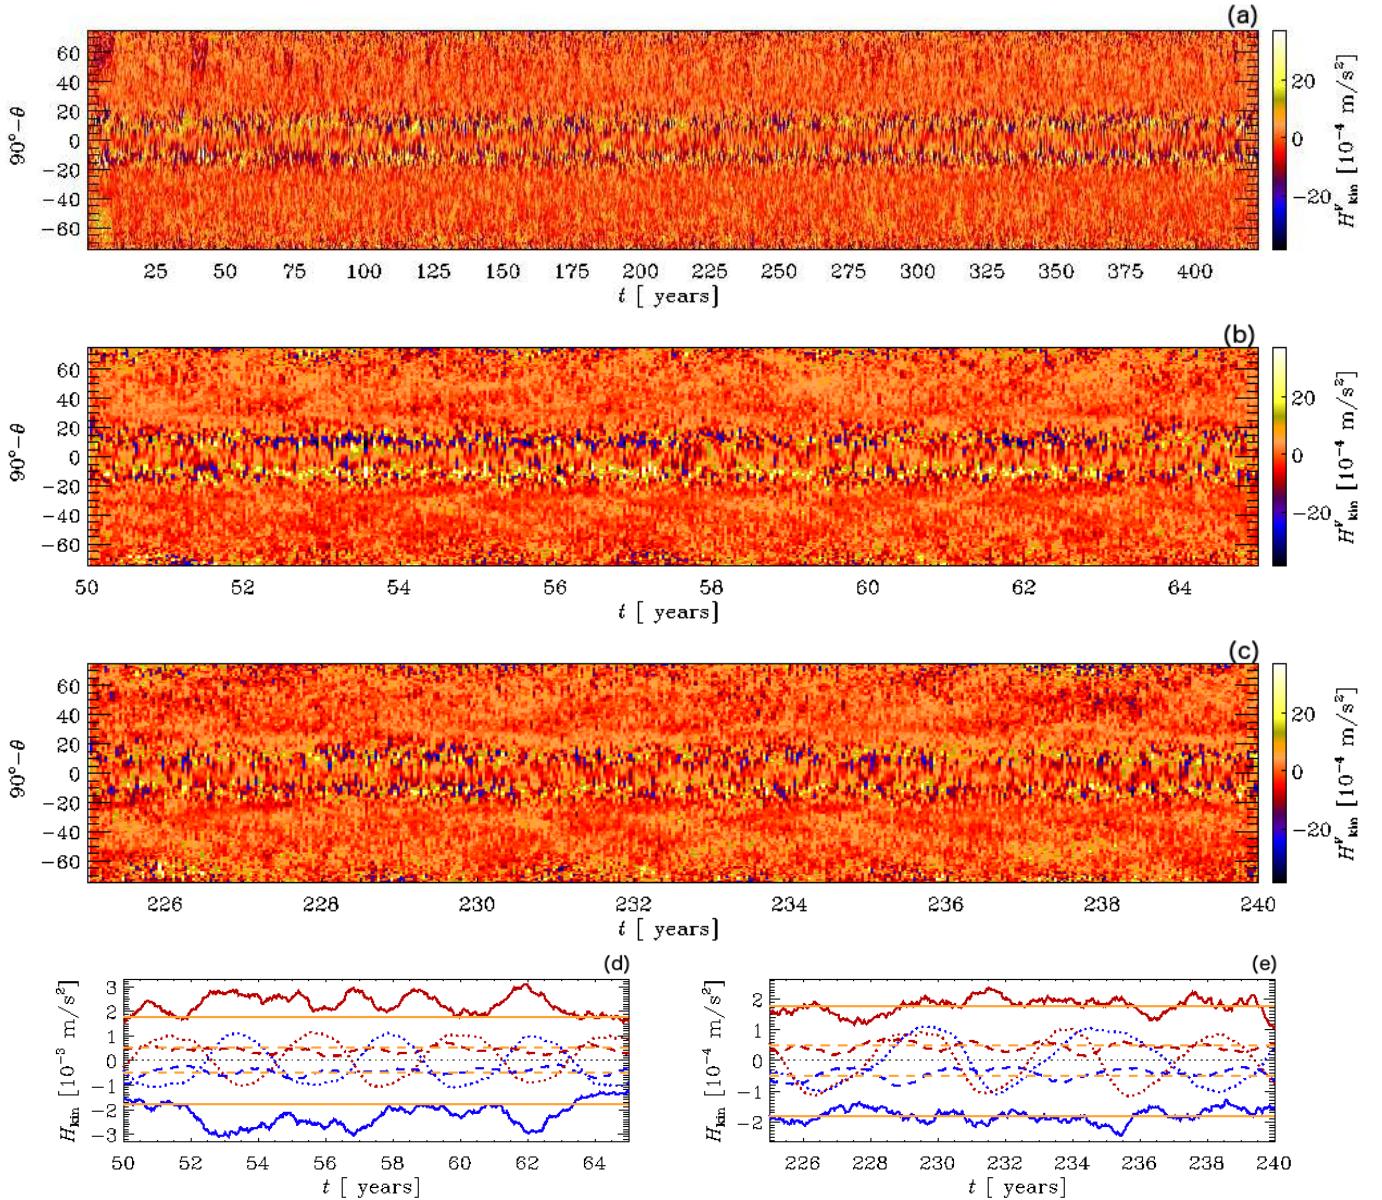 (a)
60
40
20
0
−20
−40
−60
90°−θ
25 50 75 100 125 150 175 200 225 250 275 300 325 350 375 400
t [ years]
20
0
−20
H^V_kin [10^−4 m/s^2]
(b)
60
40
20
0
−20
−40
−60
90°−θ
50 52 54 56 58 60 62 64
t [ years]
20
0
−20
H^V_kin [10^−4 m/s^2]
(c)
60
40
20
0
−20
−40
−60
90°−θ
226 228 230 232 234 236 238 240
t [ years]
20
0
−20
H^V_kin [10^−4 m/s^2]
(d)
3
2
1
0
−1
−2
−3
H_kin [10^−3 m/s^2]
50 52 54 56 58 60 62 64
t [ years]
(e)
2
1
0
−1
−2
H_kin [10^−4 m/s^2]
226 228 230 232 234 236 238 240
t [ years]